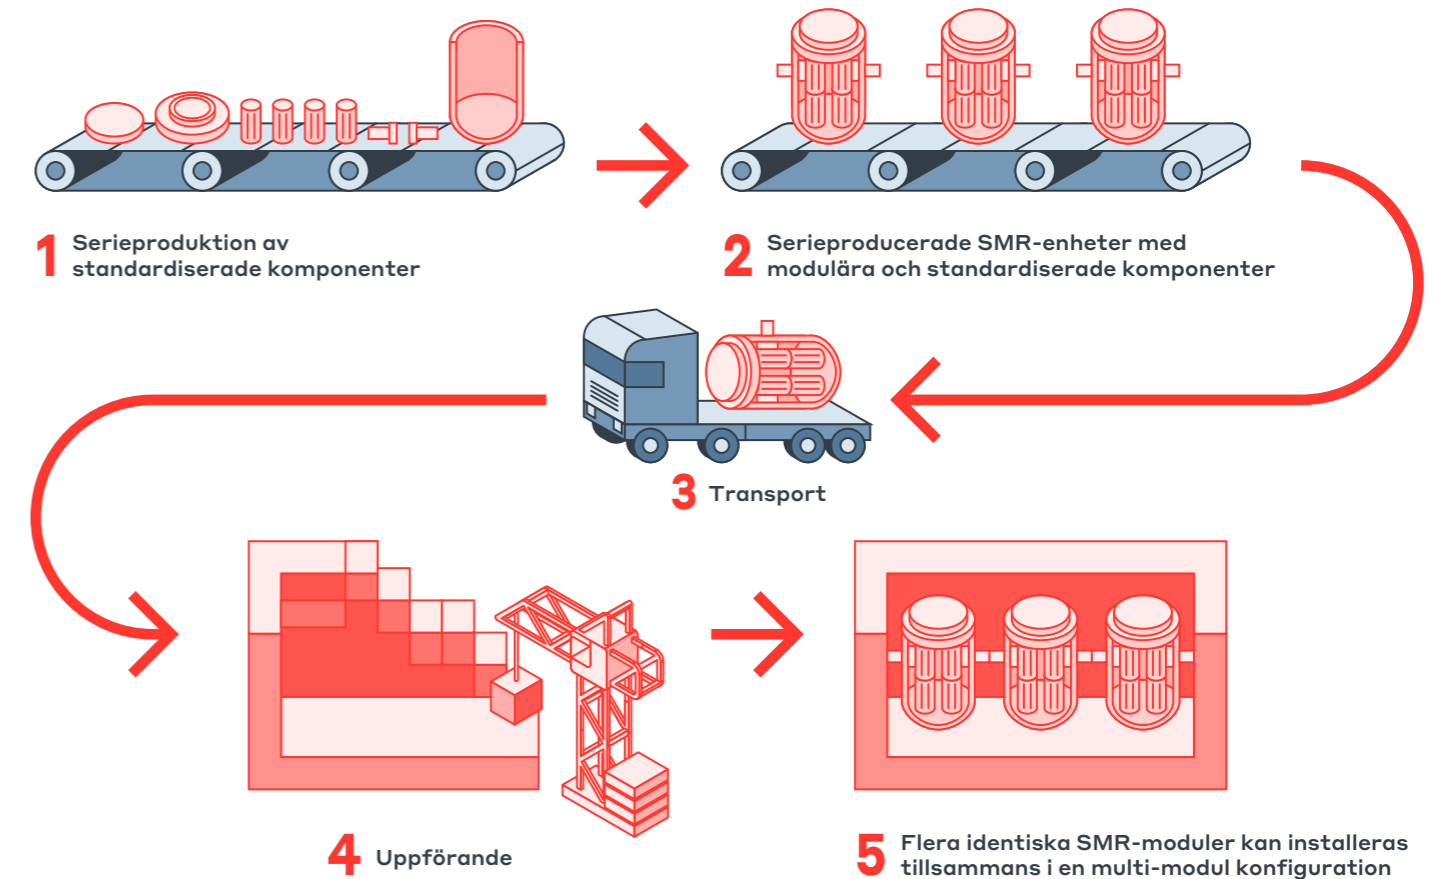 1 Serieproduktion av
standardiserade komponenter
2 Serieproducerade SMR-enheter med
modulära och standardiserade komponenter
3 Transport
4 Uppförande
5 Flera identiska SMR-moduler kan installeras
tillsammans i en multi-modul konfiguration